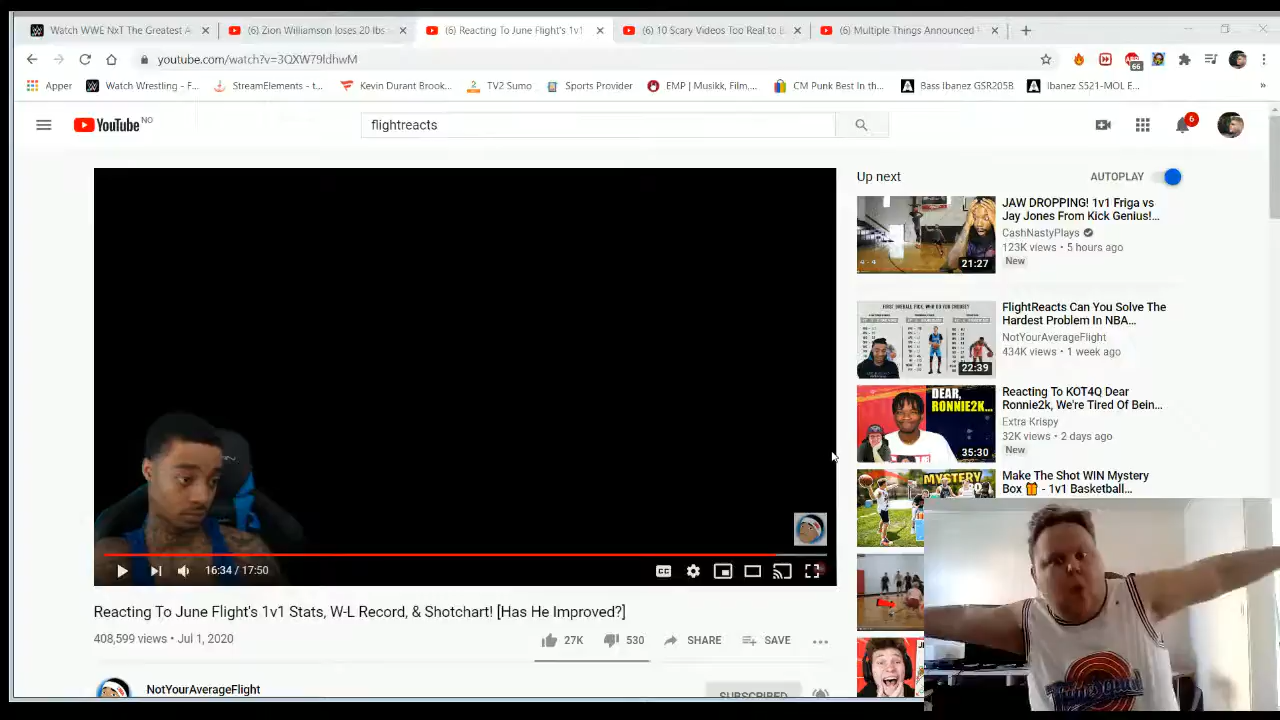 Watch WWE NxT The Greatest A
(6) Zion Williamson loses 20 lbs
(6) Reacting To June Flight's 1v1
(6) 10 Scary Videos Too Real to E
(6) Multiple Things Announced
youtube.com/watch?v=3QXW79ldhwM
66
Apper
Watch Wrestling - F...
StreamElements - t...
Kevin Durant Brook...
TV2 Sumo
Sports Provider
EMP | Musikk, Film,...
CM Punk Best In th...
Bass Ibanez GSR205B
Ibanez S521-MOL E...
YouTube NO
flightreacts
6
Up next
AUTOPLAY
JAW DROPPING! 1v1 Friga vs
Jay Jones From Kick Genius!...
CashNastyPlays
123K views • 5 hours ago
New
4 - 4
21:27
FlightReacts Can You Solve The
Hardest Problem In NBA...
NotYourAverageFlight
434K views • 1 week ago
22:39
Reacting To KOT4Q Dear
Ronnie2k, We're Tired Of Bein...
Extra Krispy
32K views • 2 days ago
New
DEAR,
RONNIE2K...
35:30
Make The Shot WIN Mystery
Box 🎁 - 1v1 Basketball...
MYSTERY
16:34 / 17:50
CC
Reacting To June Flight's 1v1 Stats, W-L Record, & Shotchart! [Has He Improved?]
408,599 views • Jul 1, 2020
27K
530
SHARE
SAVE
NotYourAverageFlight
SUBSCRIBED